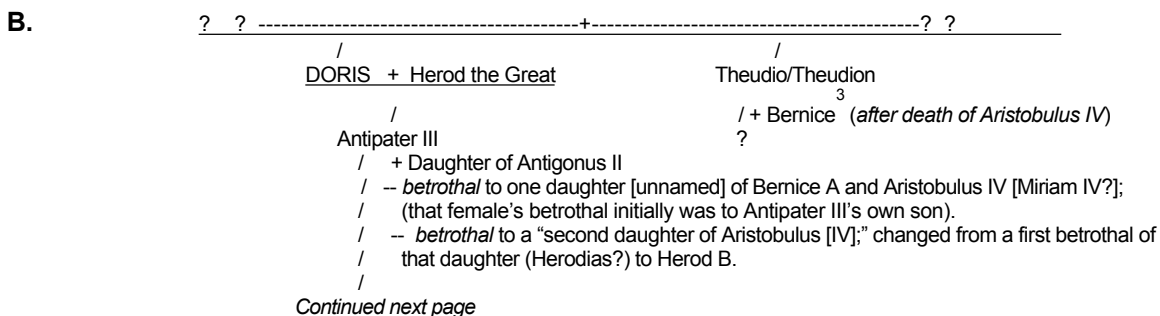 B. ? ? ----------------------------------------+-----------------------------------------? ?
/ /
DORIS + Herod the Great Theudio/Theudion
/ / + Bernice 3 (after death of Aristobulus IV)
Antipater III ?
/ + Daughter of Antigonus II
/ -- betrothal to one daughter [unnamed] of Bernice A and Aristobulus IV [Miriam IV?];
/ (that female’s betrothal initially was to Antipater III’s own son).
/ -- betrothal to a “second daughter of Aristobulus [IV];” changed from a first betrothal of
/ that daughter (Herodias?) to Herod B.
/
Continued next page